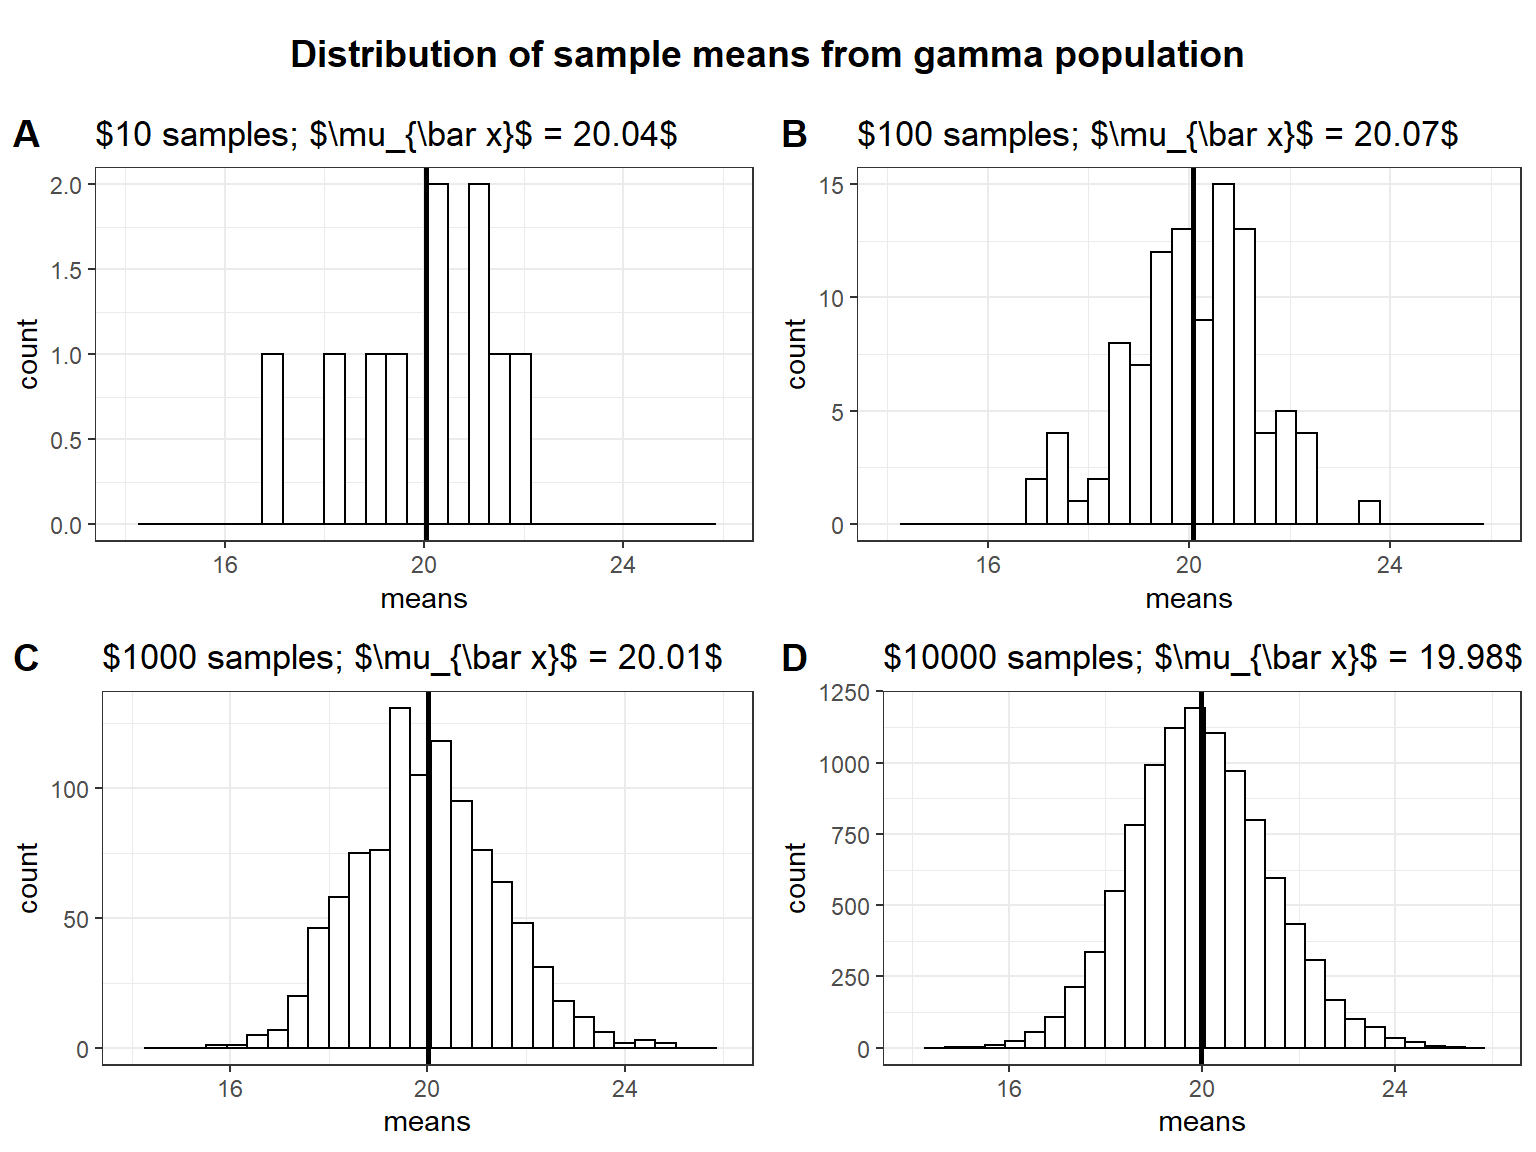 Distribution of sample means from gamma population
A
$10 samples; $\mu_{\bar x}$ = 20.04$
2.0
1.5
1.0
0.5
0.0
count
16 20 24
means
B
$100 samples; $\mu_{\bar x}$ = 20.07$
15
10
5
0
count
16 20 24
means
C
$1000 samples; $\mu_{\bar x}$ = 20.01$
100
50
0
count
16 20 24
means
D
$10000 samples; $\mu_{\bar x}$ = 19.98$
1250
1000
750
500
250
0
count
16 20 24
means